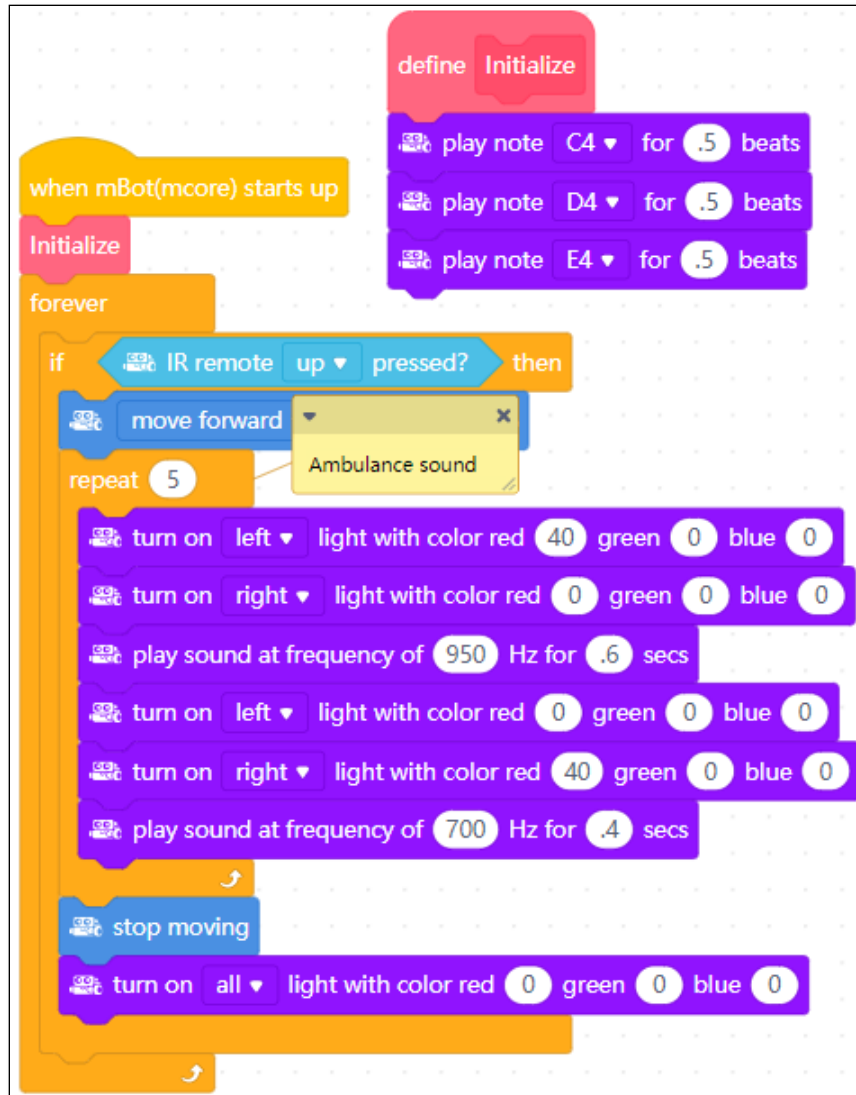 define Initialize
play note C4 for .5 beats
play note D4 for .5 beats
play note E4 for .5 beats
when mBot(mcore) starts up
Initialize
forever
if IR remote up pressed? then
move forward
Ambulance sound
repeat 5
turn on left light with color red 40 green 0 blue 0
turn on right light with color red 0 green 0 blue 0
play sound at frequency of 950 Hz for .6 secs
turn on left light with color red 0 green 0 blue 0
turn on right light with color red 40 green 0 blue 0
play sound at frequency of 700 Hz for .4 secs
stop moving
turn on all light with color red 0 green 0 blue 0